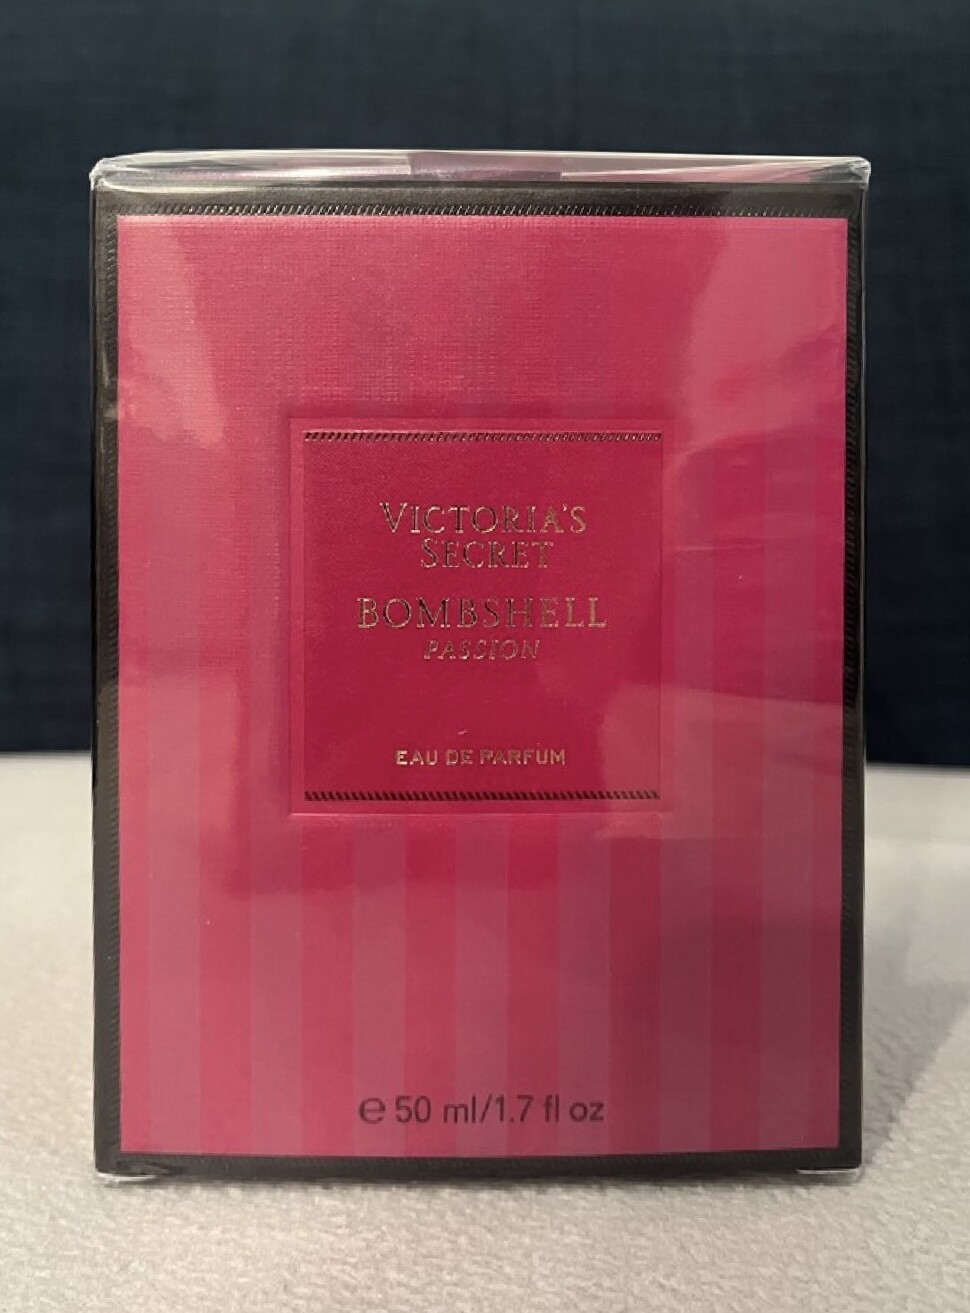 VICTORIA'S
SECRET
BOMBSHELL
PASSION
EAU DE PARFUM
℮ 50 ml/1.7 fl oz